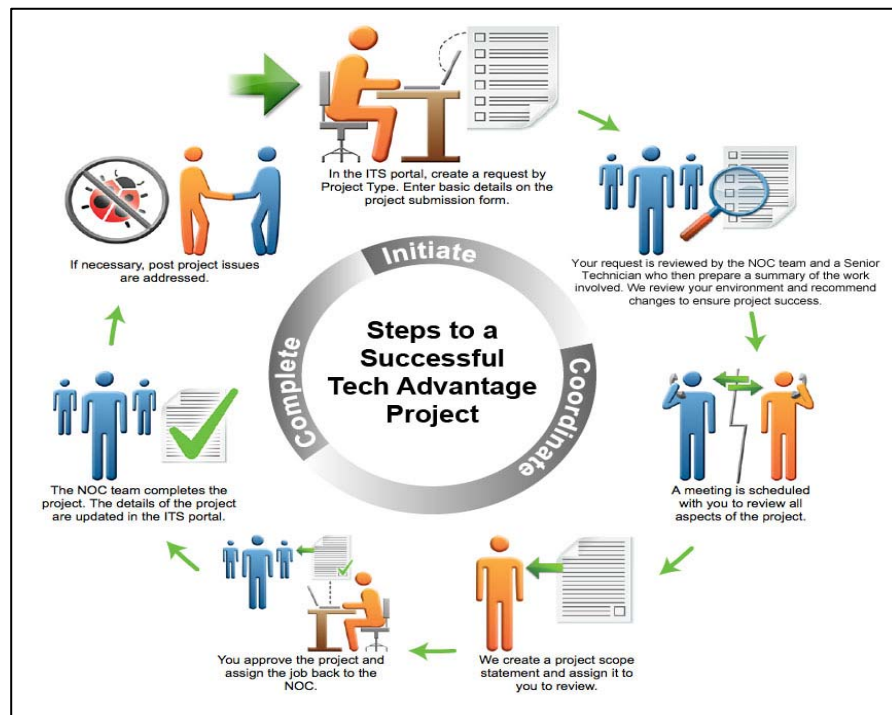 In the ITS portal, create a request by
Project Type. Enter basic details on the
project submission form.
Your request is reviewed by the NOC team and a Senior
Technician who then prepare a summary of the work
involved. We review your environment and recommend
changes to ensure project success.
A meeting is scheduled
with you to review all
aspects of the project.
We create a project scope
statement and assign it to
you to review.
You approve the project and
assign the job back to the
NOC.
The NOC team completes the
project. The details of the project
are updated in the ITS portal.
If necessary, post project issues
are addressed.
Initiate
Coordinate
Complete
Steps to a
Successful
Tech Advantage
Project